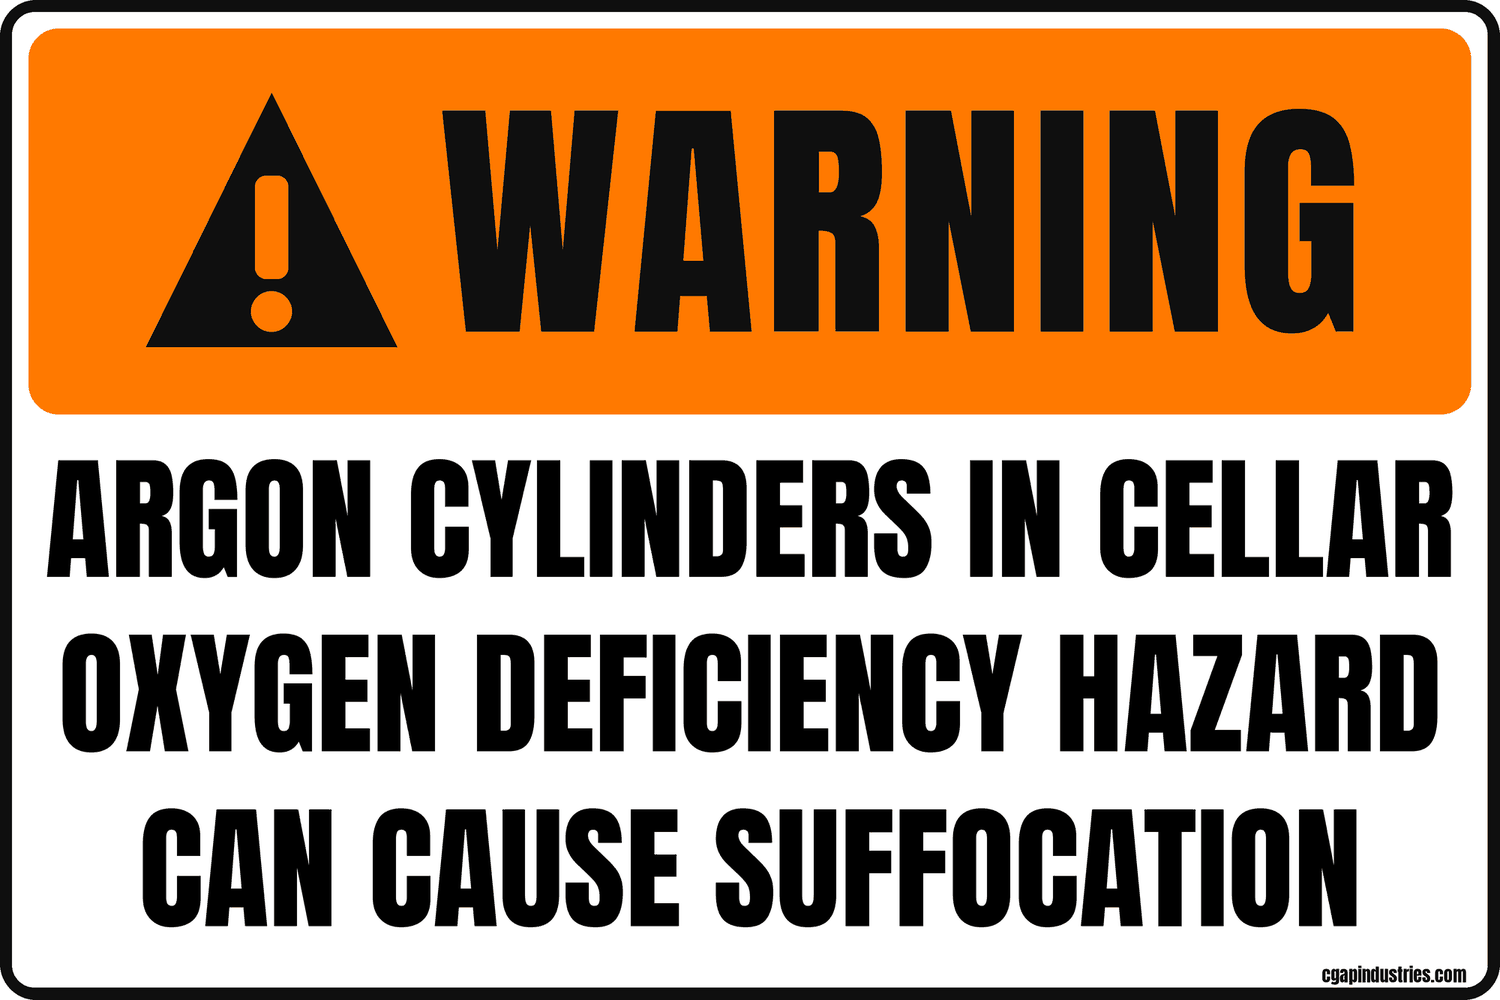 WARNING
ARGON CYLINDERS IN CELLAR
OXYGEN DEFICIENCY HAZARD
CAN CAUSE SUFFOCATION
cgapindustries.com